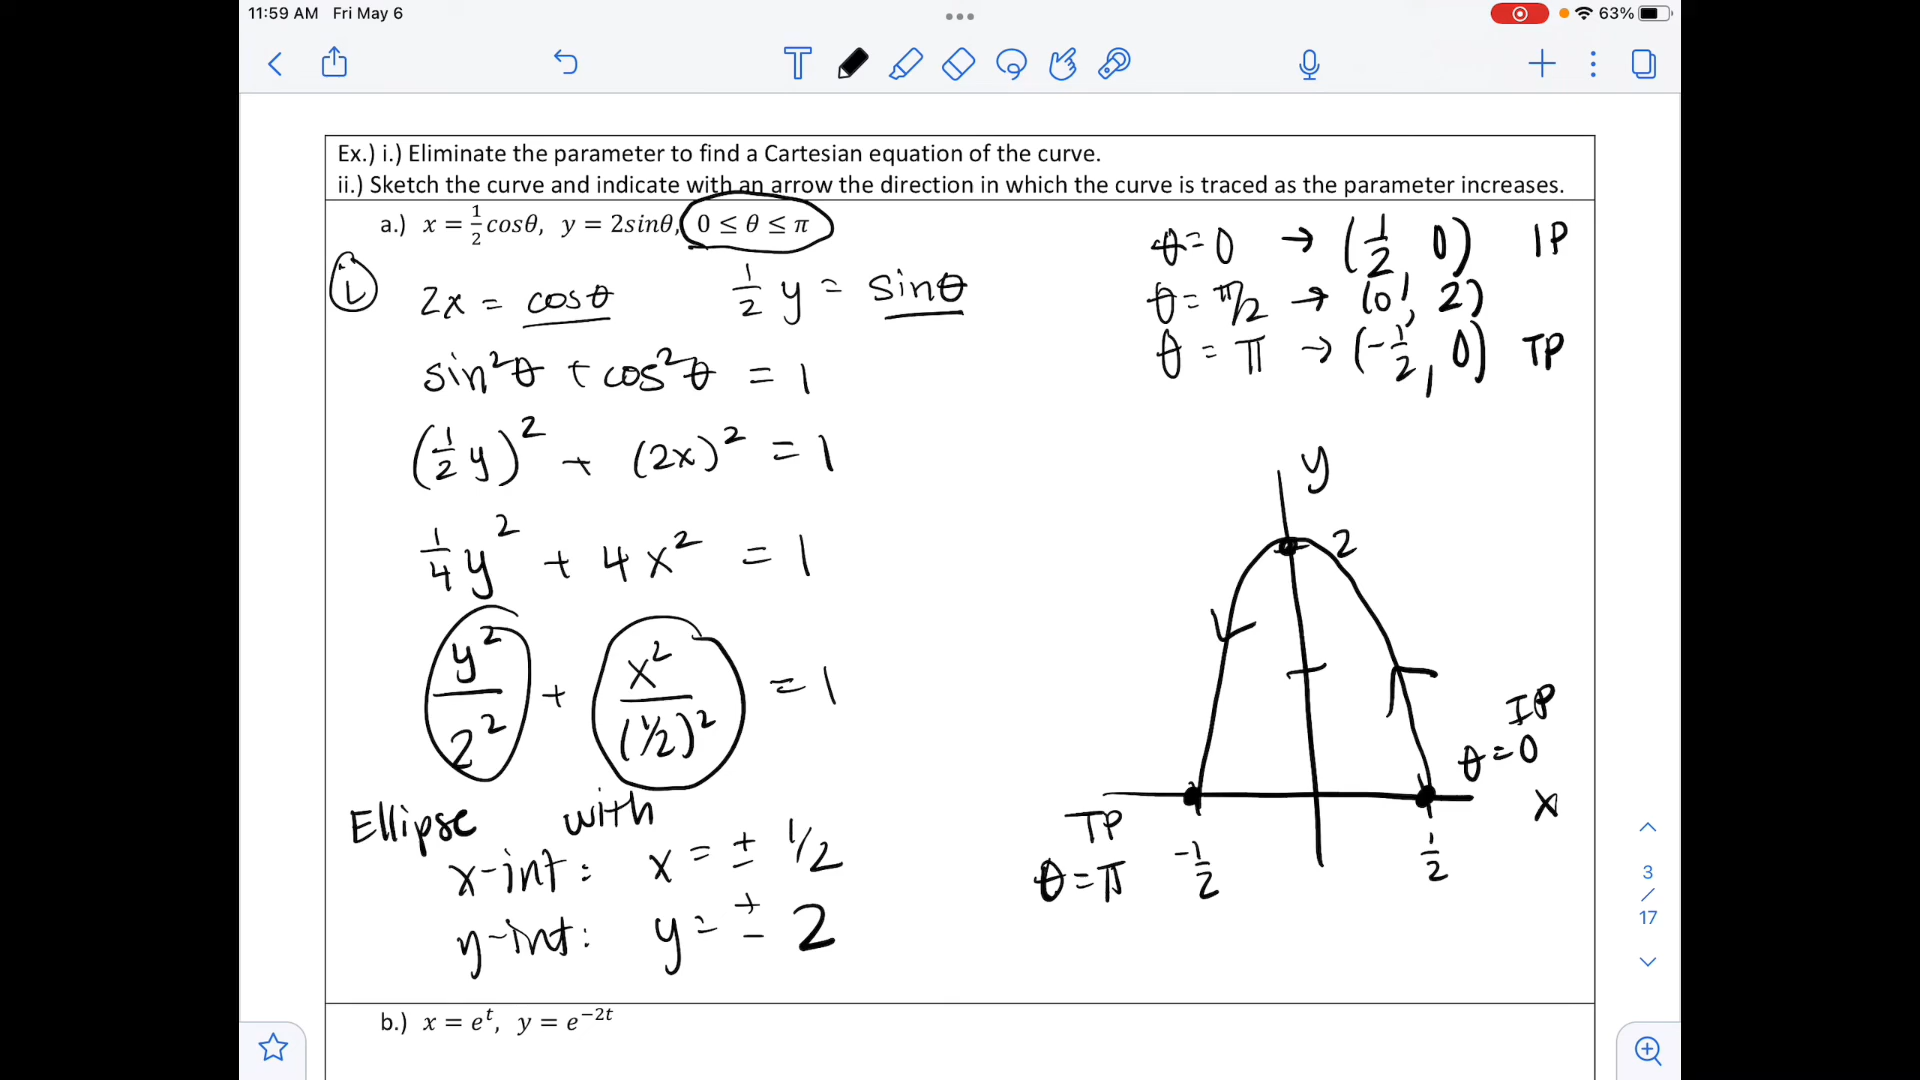 11:59 AM Fri May 6
63%
Ex.) i.) Eliminate the parameter to find a Cartesian equation of the curve.
ii.) Sketch the curve and indicate with an arrow the direction in which the curve is traced as the parameter increases.
a.) x = 1/2 cosθ, y = 2sinθ, 0 ≤ θ ≤ π
i
2x = cosθ 1/2 y = sinθ
sin²θ + cos²θ = 1
(1/2 y)² + (2x)² = 1
1/4 y² + 4x² = 1
y²/2² + x²/(1/2)² = 1
Ellipse with
x-int: x = ± 1/2
y-int: y = ± 2
θ = 0 → (1/2, 0) IP
θ = π/2 → (0, 2)
θ = π → (-1/2, 0) TP
y
2
IP
θ = 0
x
TP
θ = π
-1/2
1/2
3
/
17
b.) x = eᵗ, y = e⁻²ᵗ